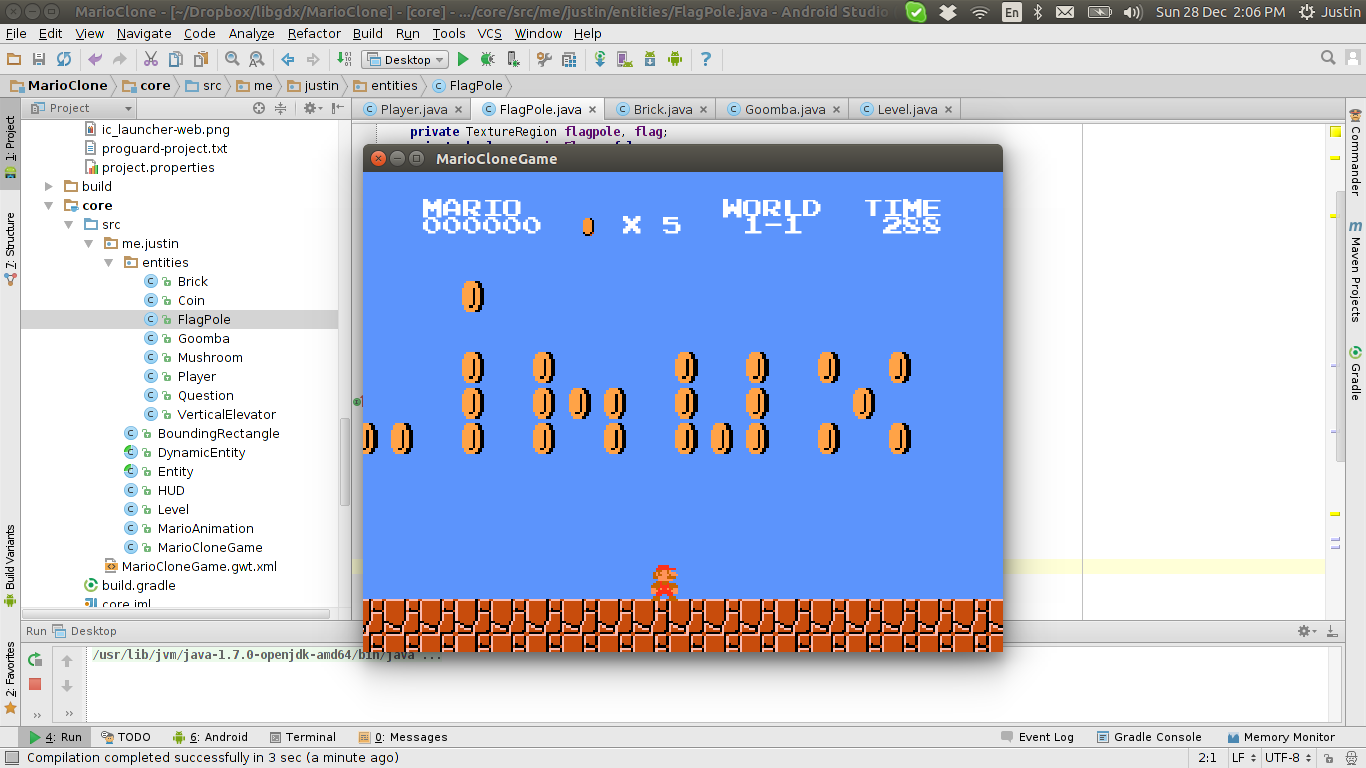 MarioClone - [~/Dropbox/libgdx/MarioClone] - [core] - .../core/src/me/justin/entities/FlagPole.java - Android Studio
En
Sun 28 Dec 2:06 PM
Justin
File Edit View Navigate Code Analyze Refactor Build Run Tools VCS Window Help
Desktop
MarioClone core src me justin entities FlagPole
Project
Player.java FlagPole.java Brick.java Goomba.java Level.java
1: Project
7: Structure
Build Variants
2: Favorites
ic_launcher-web.png
proguard-project.txt
project.properties
build
core
src
me.justin
entities
Brick
Coin
FlagPole
Goomba
Mushroom
Player
Question
VerticalElevator
BoundingRectangle
DynamicEntity
Entity
HUD
Level
MarioAnimation
MarioCloneGame
MarioCloneGame.gwt.xml
build.gradle
core.iml
private TextureRegion flagpole, flag;
MarioCloneGame
MARIO WORLD TIME
000000 X 5 1-1 288
Commander
Maven Projects
Gradle
Run Desktop
/usr/lib/jvm/java-1.7.0-openjdk-amd64/bin/java ...
4: Run TODO 6: Android Terminal 0: Messages Event Log Gradle Console Memory Monitor
Compilation completed successfully in 3 sec (a minute ago) 2:1 LF UTF-8